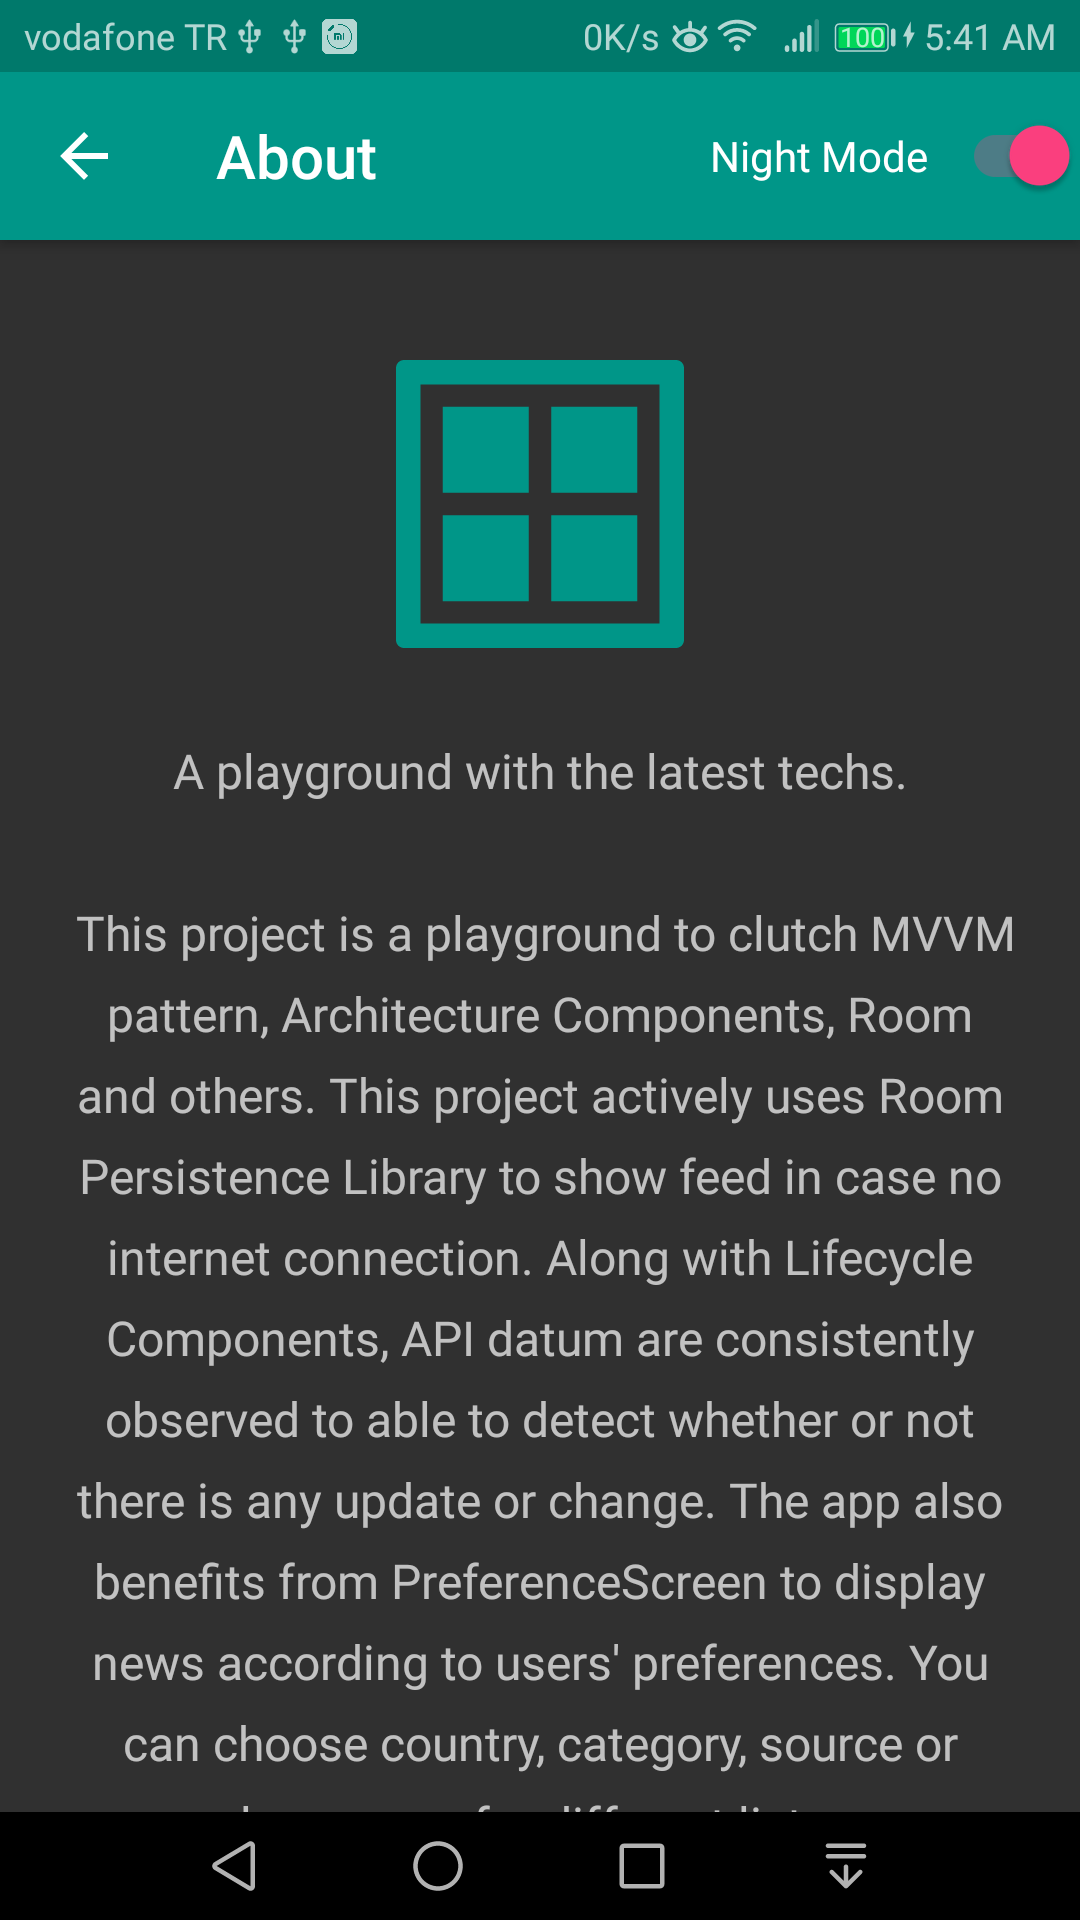 vodafone TR 0K/s 100 5:41 AM
About Night Mode
A playground with the latest techs.
This project is a playground to clutch MVVM
pattern, Architecture Components, Room
and others. This project actively uses Room
Persistence Library to show feed in case no
internet connection. Along with Lifecycle
Components, API datum are consistently
observed to able to detect whether or not
there is any update or change. The app also
benefits from PreferenceScreen to display
news according to users' preferences. You
can choose country, category, source or